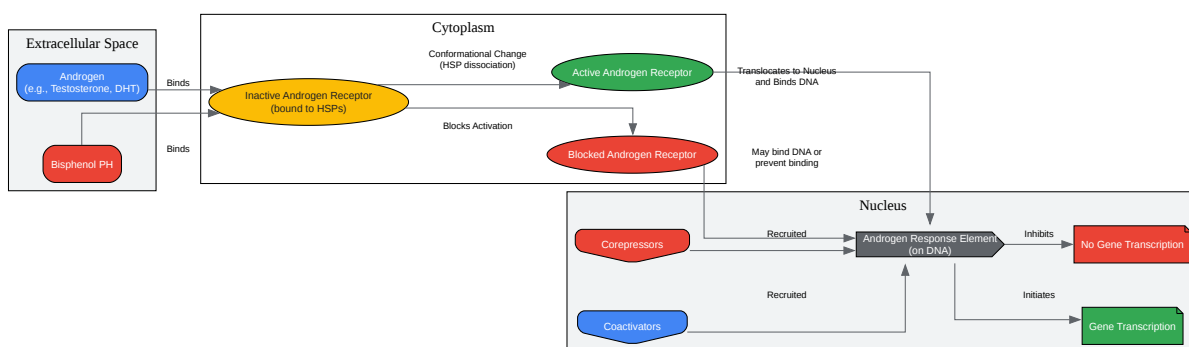 Extracellular Space
Androgen
(e.g., Testosterone, DHT)
Bisphenol PH
Binds
Binds
Cytoplasm
Inactive Androgen Receptor
(bound to HSPs)
Conformational Change
(HSP dissociation)
Blocks Activation
Active Androgen Receptor
Blocked Androgen Receptor
Translocates to Nucleus
and Binds DNA
May bind DNA or
prevent binding
Nucleus
Corepressors
Recruited
Androgen Response Element
(on DNA)
Inhibits
No Gene Transcription
Coactivators
Recruited
Initiates
Gene Transcription